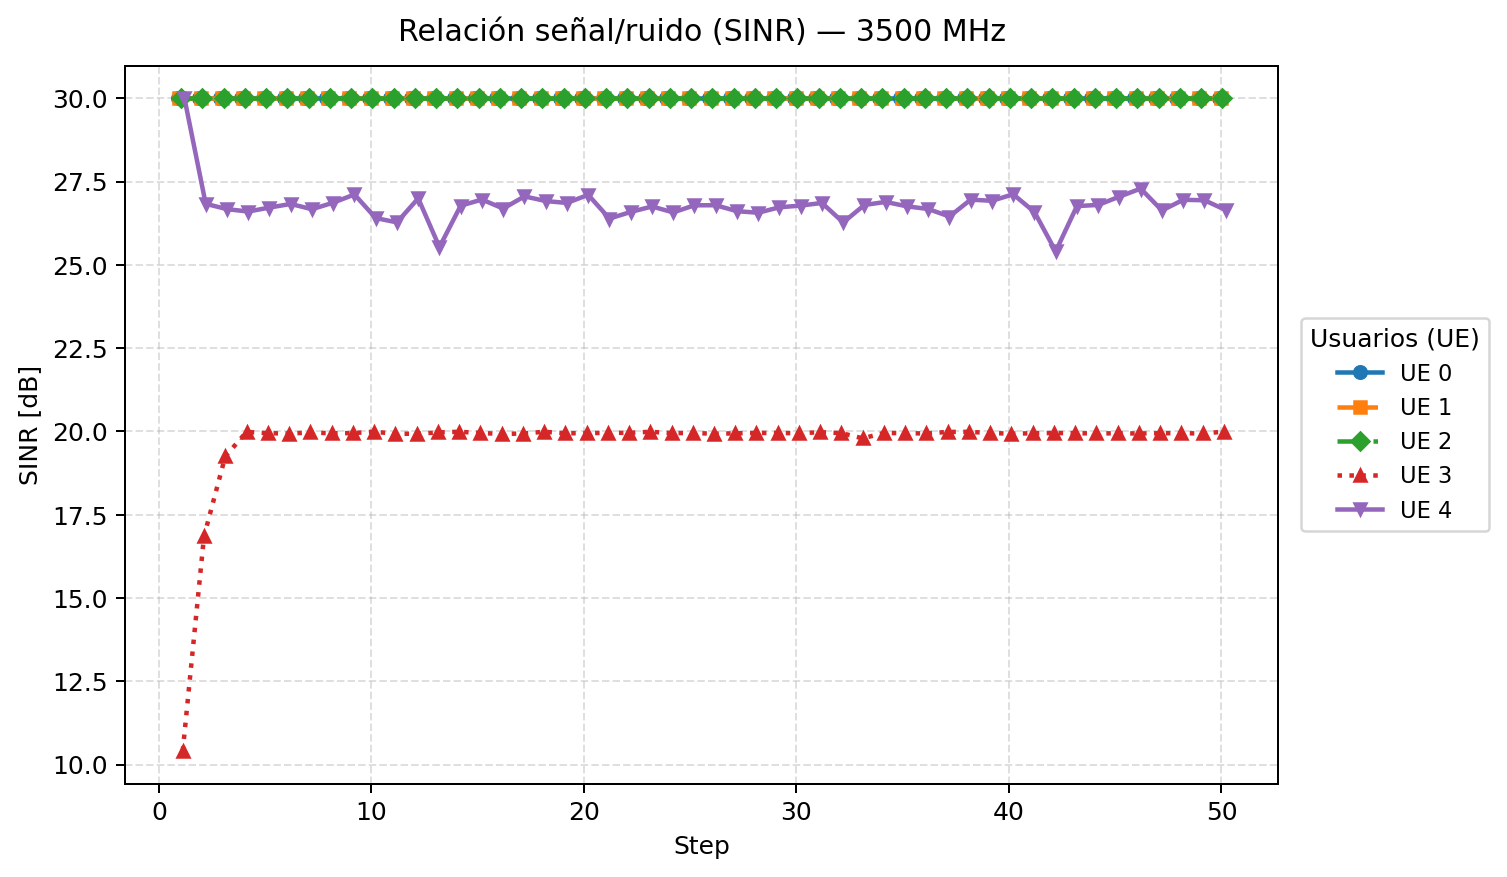 Relación señal/ruido (SINR) — 3500 MHz
30.0
27.5
25.0
22.5
20.0
17.5
15.0
12.5
10.0
SINR [dB]
0 10 20 30 40 50
Step
Usuarios (UE)
UE 0
UE 1
UE 2
UE 3
UE 4